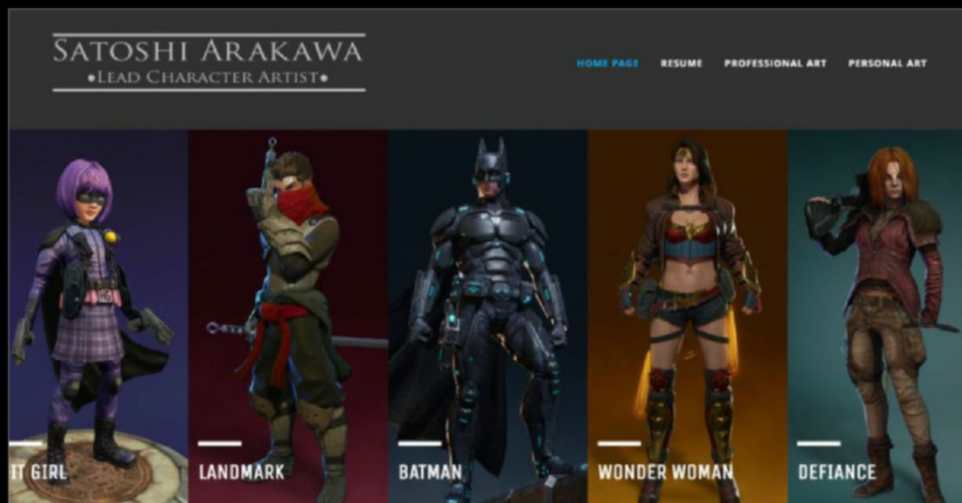 SATOSHI ARAKAWA
•LEAD CHARACTER ARTIST•
HOME PAGE RESUME PROFESSIONAL ART PERSONAL ART
IT GIRL LANDMARK BATMAN WONDER WOMAN DEFIANCE